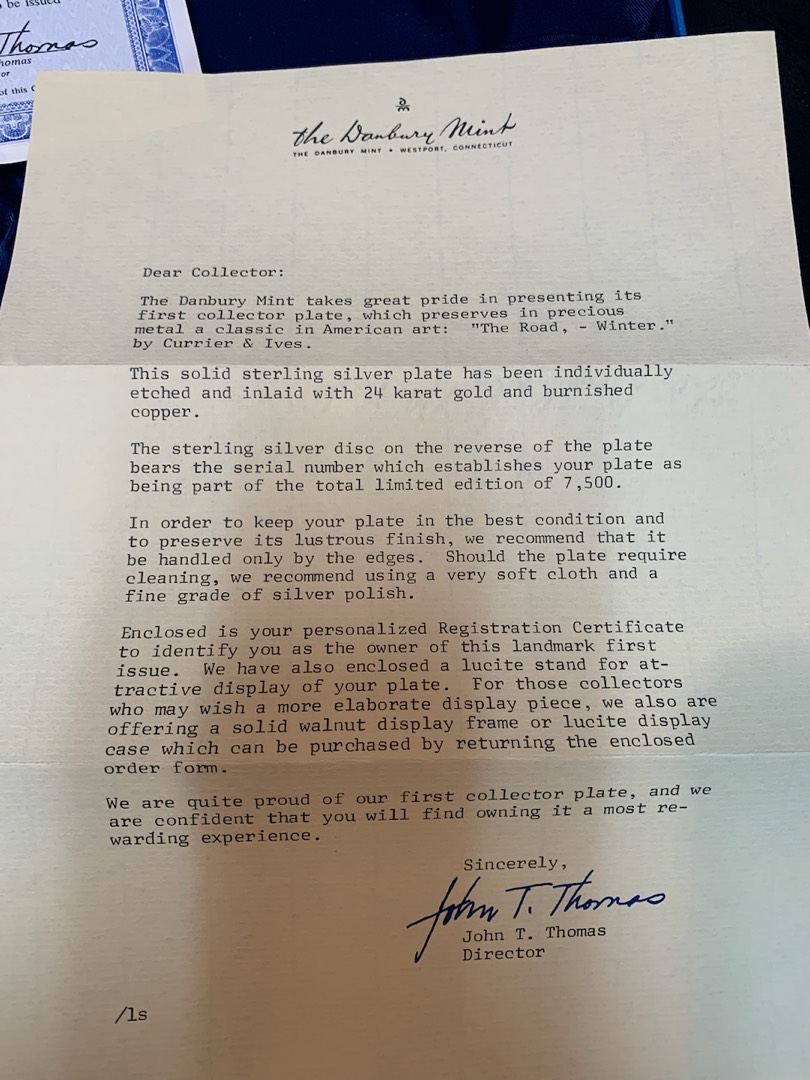 be issued
Thomas
homas
or
of this
the Danbury Mint
THE DANBURY MINT • WESTPORT, CONNECTICUT
Dear Collector:
The Danbury Mint takes great pride in presenting its
first collector plate, which preserves in precious
metal a classic in American art: "The Road, - Winter."
by Currier & Ives.
This solid sterling silver plate has been individually
etched and inlaid with 24 karat gold and burnished
copper.
The sterling silver disc on the reverse of the plate
bears the serial number which establishes your plate as
being part of the total limited edition of 7,500.
In order to keep your plate in the best condition and
to preserve its lustrous finish, we recommend that it
be handled only by the edges. Should the plate require
cleaning, we recommend using a very soft cloth and a
fine grade of silver polish.
Enclosed is your personalized Registration Certificate
to identify you as the owner of this landmark first
issue. We have also enclosed a lucite stand for at-
tractive display of your plate. For those collectors
who may wish a more elaborate display piece, we also are
offering a solid walnut display frame or lucite display
case which can be purchased by returning the enclosed
order form.
We are quite proud of our first collector plate, and we
are confident that you will find owning it a most re-
warding experience.
Sincerely,
John T. Thomas
John T. Thomas
Director
/ls